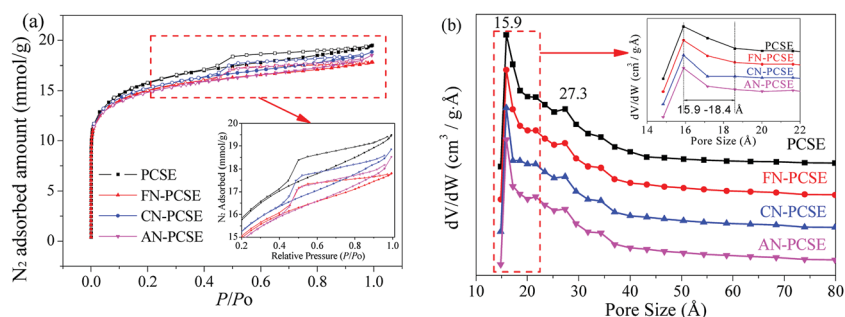 (a)
N₂ adsorbed amount (mmol/g)
25
20
15
10
5
0
0.0 0.2 0.4 0.6 0.8 1.0
P/Po
PCSE
FN-PCSE
CN-PCSE
AN-PCSE
N₂ Adsorbed (mmol/g)
20
19
18
17
16
15
0.2 0.4 0.6 0.8 1.0
Relative Pressure (P/Po)
(b)
dV/dW (cm³ / g·Å)
15.9
27.3
PCSE
FN-PCSE
CN-PCSE
AN-PCSE
10 20 30 40 50 60 70 80
Pore Size (Å)
dV/dW (cm³ / g·Å)
PCSE
FN-PCSE
CN-PCSE
AN-PCSE
15.9 -18.4 Å
14 16 18 20 22
Pore Size (Å)